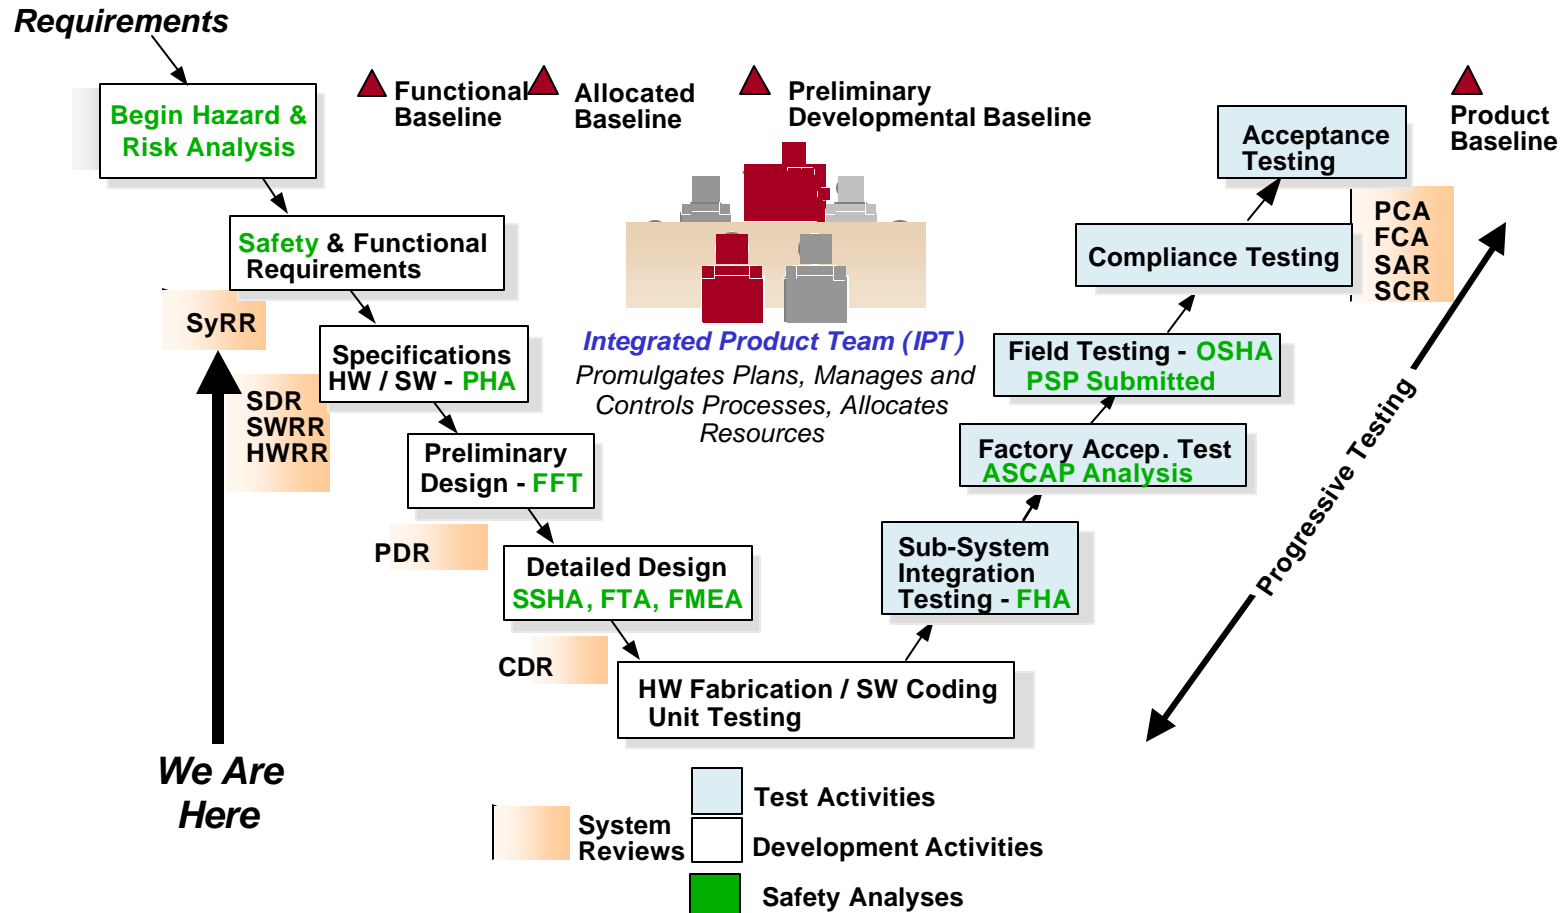 Requirements
Begin Hazard &
Risk Analysis
Functional
Baseline
Allocated
Baseline
Preliminary
Developmental Baseline
Product
Baseline
Safety & Functional
Requirements
SyRR
Specifications
HW / SW - PHA
SDR
SWRR
HWRR
Preliminary
Design - FFT
PDR
Detailed Design
SSHA, FTA, FMEA
CDR
HW Fabrication / SW Coding
Unit Testing
Integrated Product Team (IPT)
Promulgates Plans, Manages and
Controls Processes, Allocates
Resources
Sub-System
Integration
Testing - FHA
Factory Accep. Test
ASCAP Analysis
Field Testing - OSHA
PSP Submitted
Compliance Testing
Acceptance
Testing
PCA
FCA
SAR
SCR
Progressive Testing
We Are
Here
System
Reviews
Test Activities
Development Activities
Safety Analyses